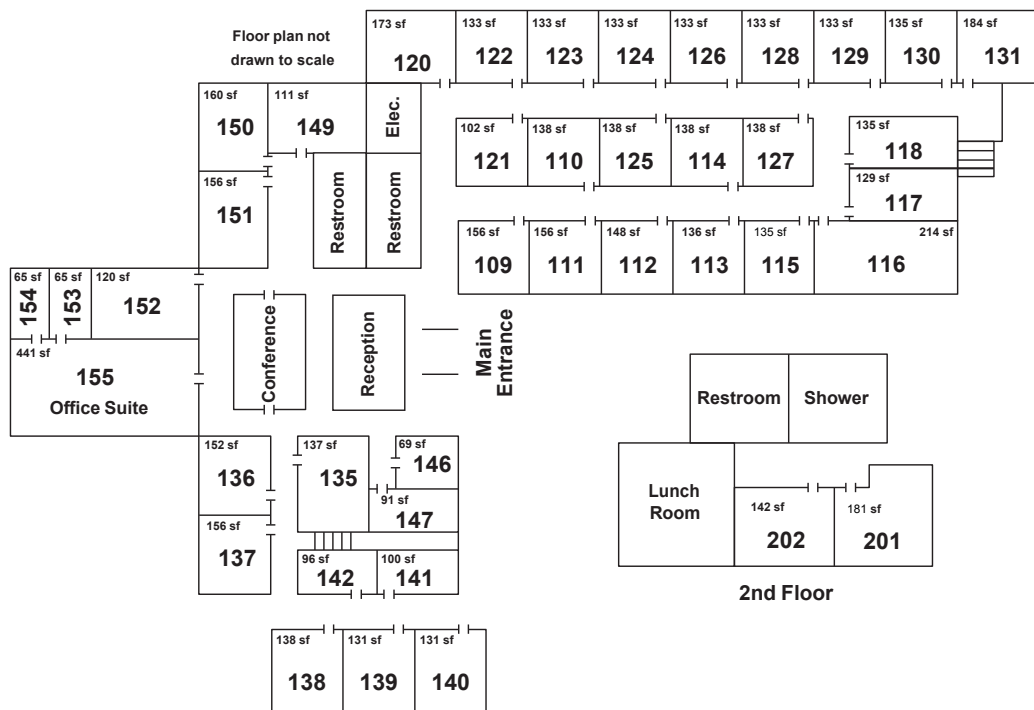 Floor plan not
drawn to scale
173 sf
120
133 sf
122
133 sf
123
133 sf
124
133 sf
126
133 sf
128
133 sf
129
135 sf
130
184 sf
131
160 sf
150
111 sf
149
Elec.
102 sf
121
138 sf
110
138 sf
125
138 sf
114
138 sf
127
135 sf
118
129 sf
117
156 sf
151
Restroom
Restroom
156 sf
109
156 sf
111
148 sf
112
136 sf
113
135 sf
115
214 sf
116
65 sf
154
65 sf
153
120 sf
152
441 sf
155
Office Suite
Conference
Reception
Main
Entrance
Restroom
Shower
Lunch
Room
142 sf
202
181 sf
201
2nd Floor
152 sf
136
137 sf
135
69 sf
146
91 sf
147
156 sf
137
96 sf
142
100 sf
141
138 sf
138
131 sf
139
131 sf
140